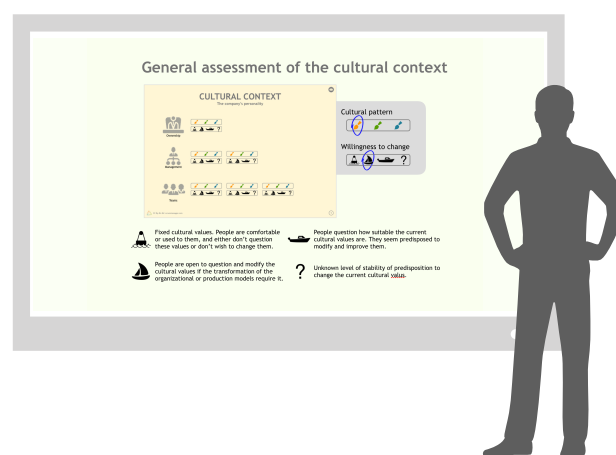 General assessment of the cultural context
CULTURAL CONTEXT
The company's personality
Ownership
Management
Teams
?
? ?
? ? ?
Cultural pattern
Willingness to change
?
Fixed cultural values. People are comfortable
or used to them, and either don't question
these values or don't wish to change them.
People question how suitable the current
cultural values are. They seem predisposed to
modify and improve them.
People are open to question and modify the
cultural values if the transformation of the
organizational or production models require it.
?
Unknown level of stability of predisposition to
change the current cultural valus.